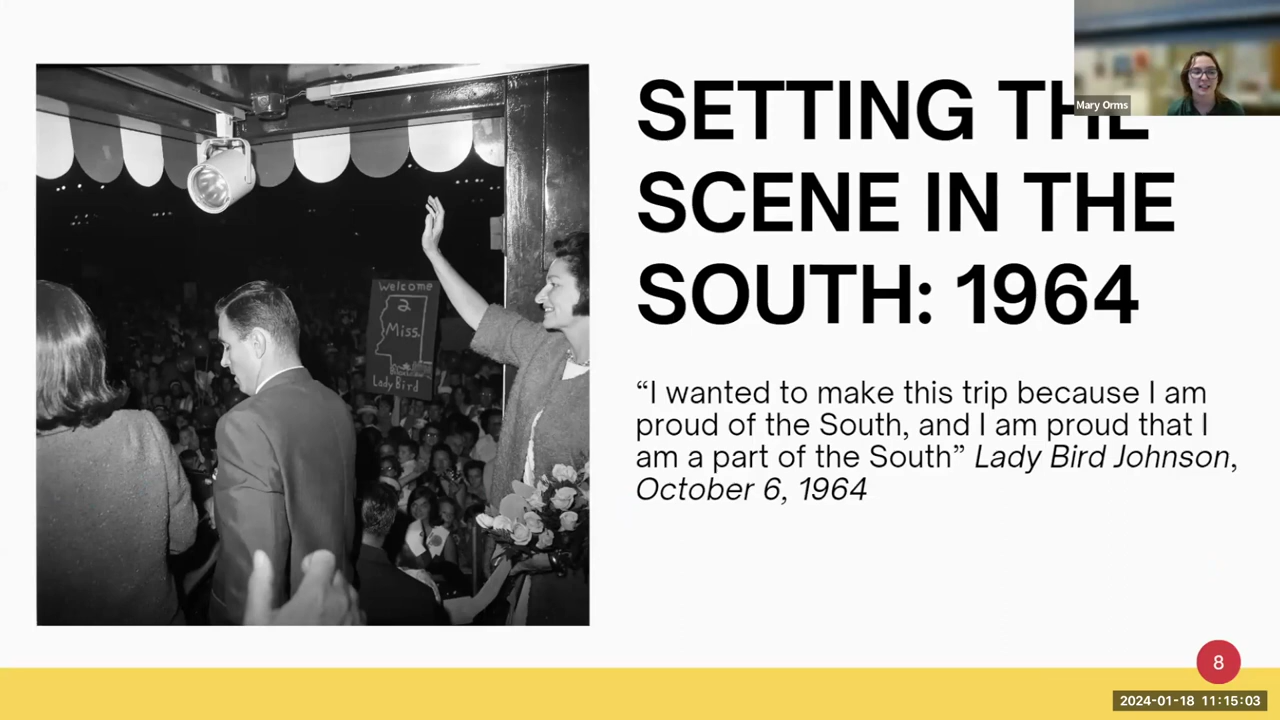 SETTING THE
SCENE IN THE
SOUTH: 1964
Mary Orms
Welcome
2
Miss.
Lady Bird
“I wanted to make this trip because I am
proud of the South, and I am proud that I
am a part of the South” Lady Bird Johnson,
October 6, 1964
8
2024-01-18 11:15:03